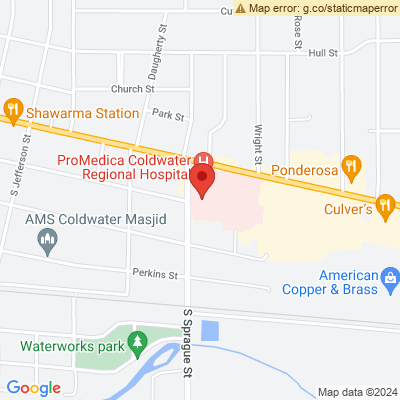 Map error: g.co/staticmaperror
Cu
Rose St
Hull St
Daugherty St
Church St
Shawarma Station
Park St
Wright St
S Jefferson St
ProMedica Coldwater
Regional Hospital
Ponderosa
Culver's
AMS Coldwater Masjid
Perkins St
American
Copper & Brass
S Sprague St
Waterworks park
Google
Map data ©2024